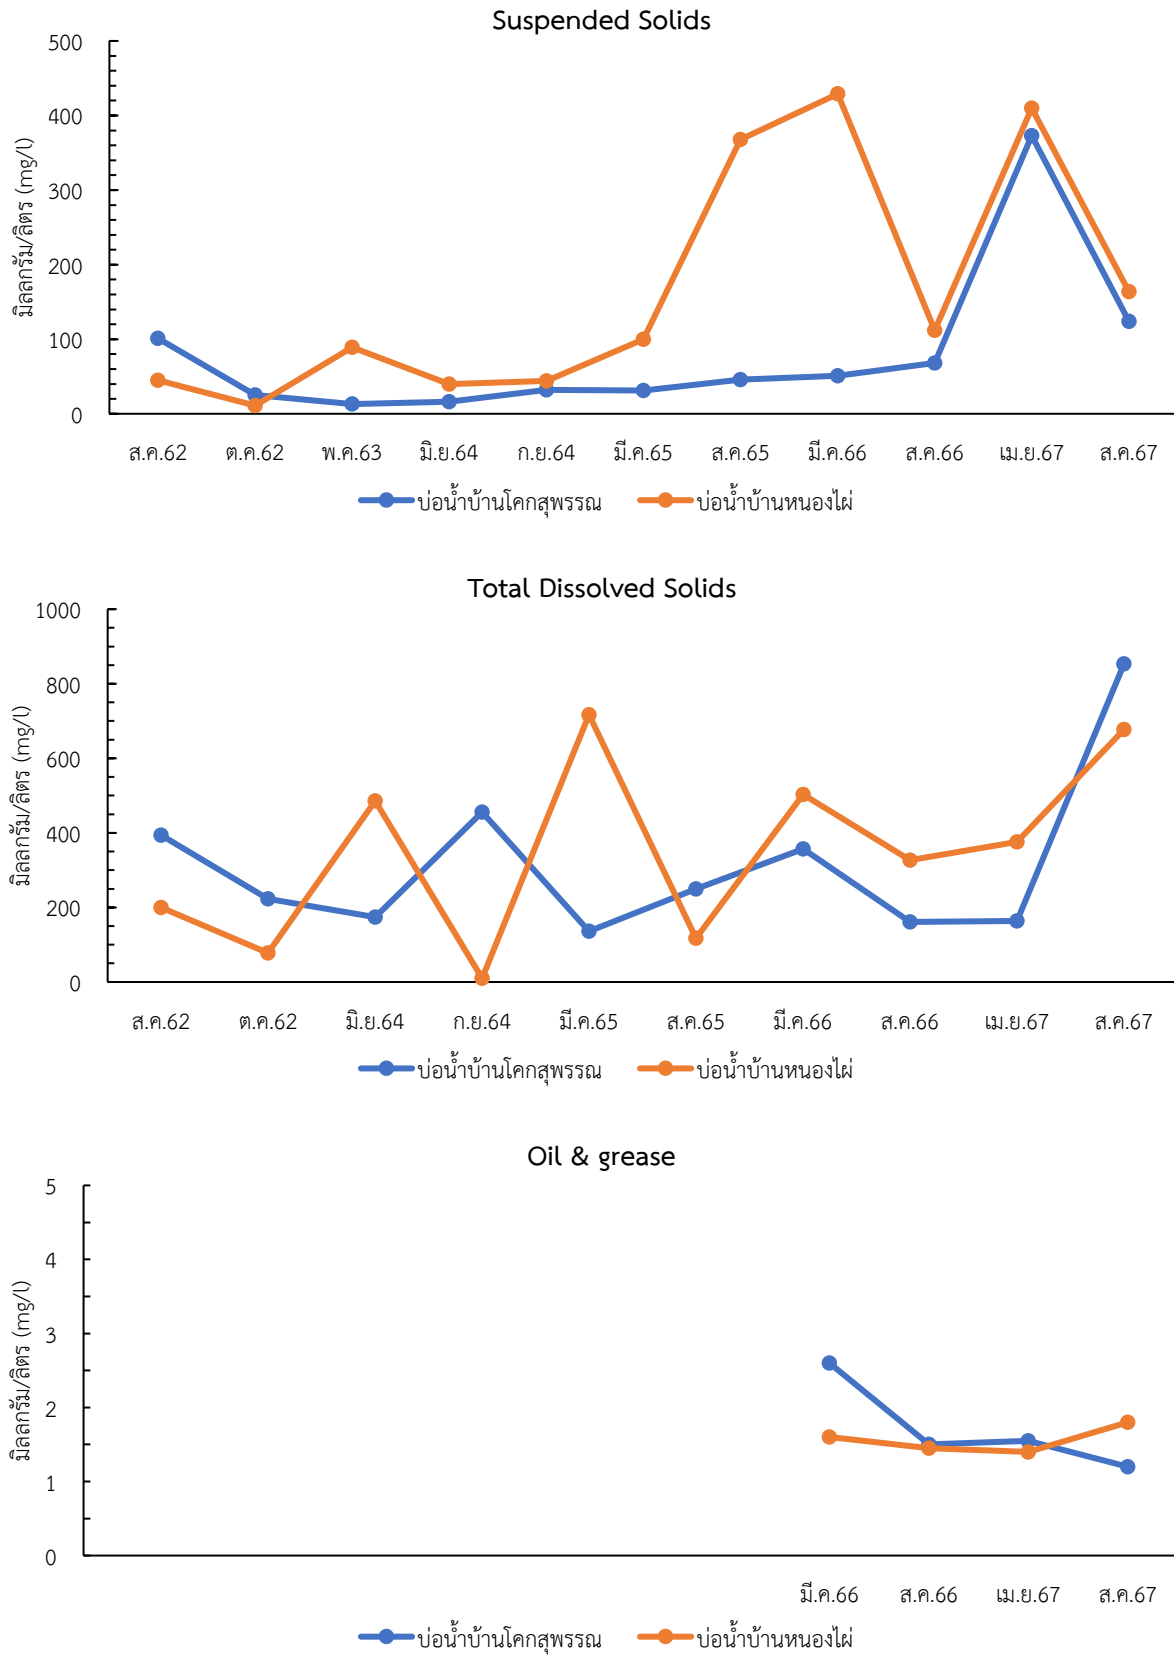 Suspended Solids
มิลลกรัม/ลิตร (mg/l)
500
400
300
200
100
0
ส.ค.62 ต.ค.62 พ.ค.63 มิ.ย.64 ก.ย.64 มี.ค.65 ส.ค.65 มี.ค.66 ส.ค.66 เม.ย.67 ส.ค.67
บ่อน้ำบ้านโคกสุพรรณ บ่อน้ำบ้านหนองไผ่
Total Dissolved Solids
มิลลกรัม/ลิตร (mg/l)
1000
800
600
400
200
0
ส.ค.62 ต.ค.62 มิ.ย.64 ก.ย.64 มี.ค.65 ส.ค.65 มี.ค.66 ส.ค.66 เม.ย.67 ส.ค.67
บ่อน้ำบ้านโคกสุพรรณ บ่อน้ำบ้านหนองไผ่
Oil & grease
มิลลกรัม/ลิตร (mg/l)
5
4
3
2
1
0
มี.ค.66 ส.ค.66 เม.ย.67 ส.ค.67
บ่อน้ำบ้านโคกสุพรรณ บ่อน้ำบ้านหนองไผ่